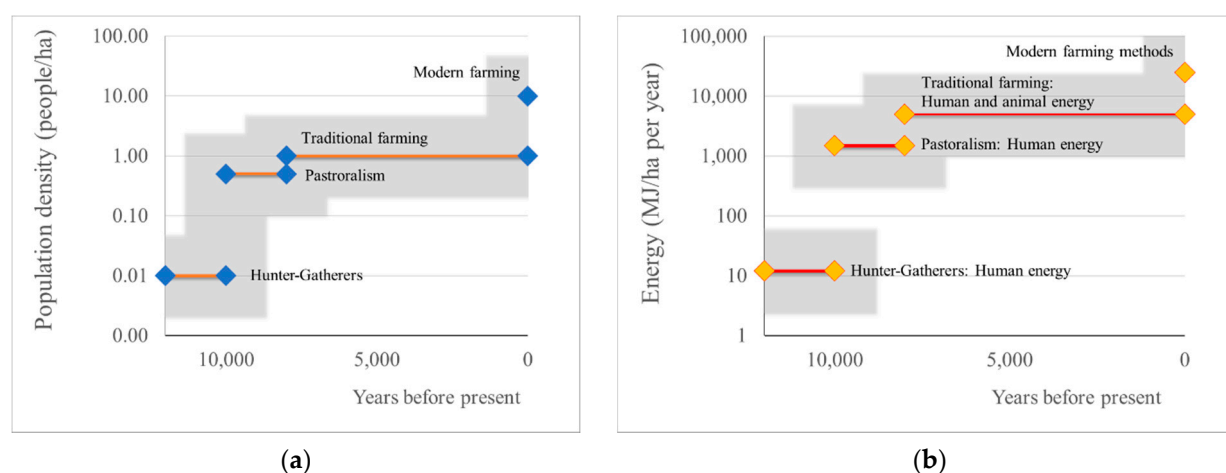 100.00
10.00
1.00
0.10
0.01
0.00
Population density (people/ha)
Modern farming
Traditional farming
Pastroralism
Hunter-Gatherers
10,000 5,000 0
Years before present
(a)
100,000
10,000
1,000
100
10
1
Energy (MJ/ha per year)
Modern farming methods
Traditional farming:
Human and animal energy
Pastoralism: Human energy
Hunter-Gatherers: Human energy
10,000 5,000 0
Years before present
(b)